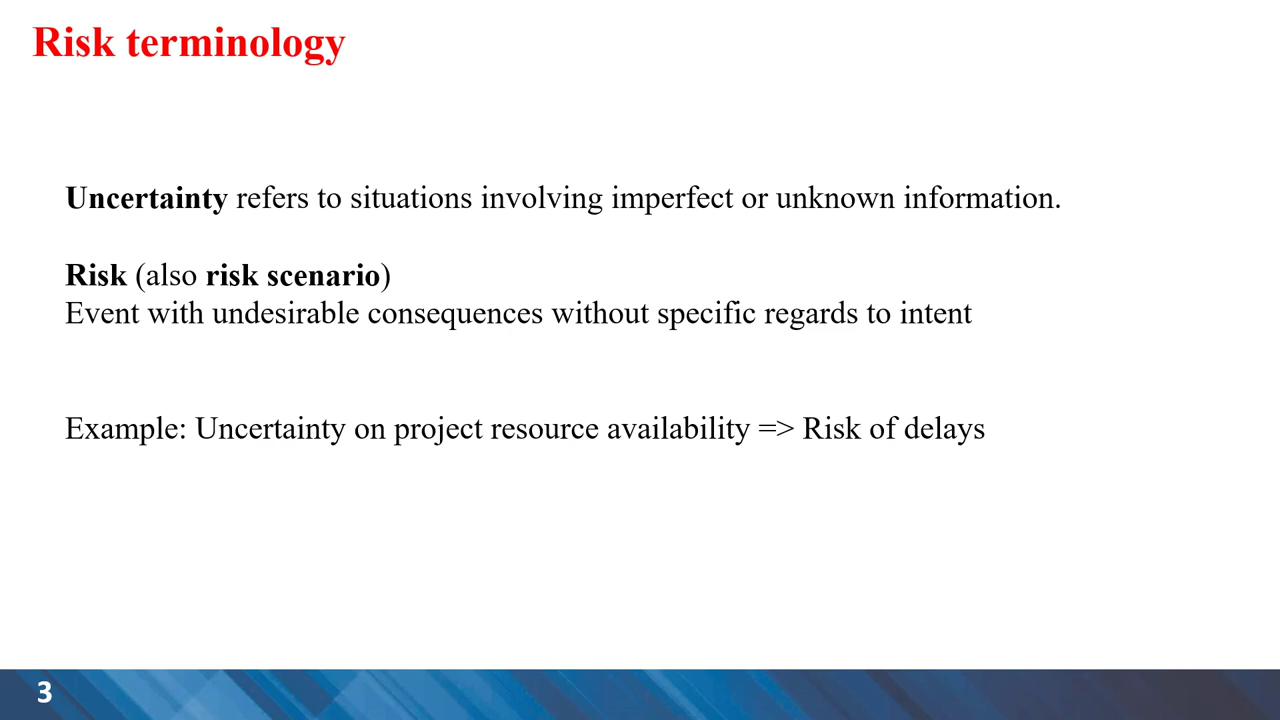 Risk terminology
Uncertainty refers to situations involving imperfect or unknown information.
Risk (also risk scenario)
Event with undesirable consequences without specific regards to intent
Example: Uncertainty on project resource availability => Risk of delays
3